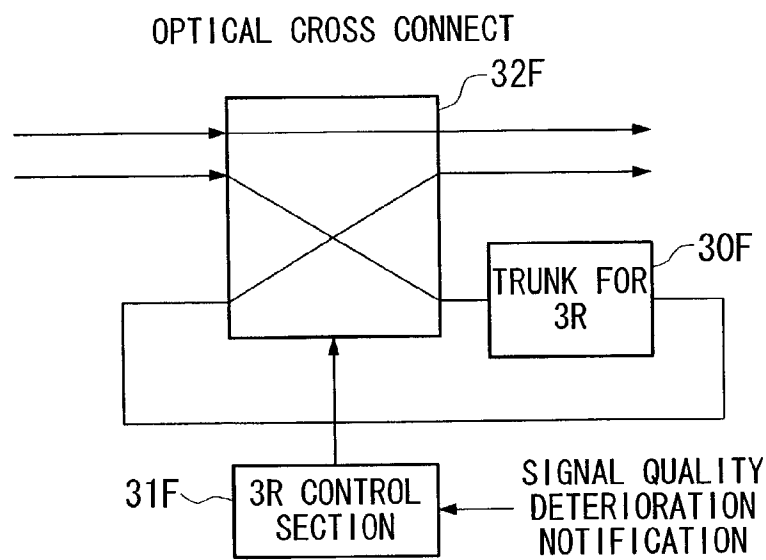 OPTICAL CROSS CONNECT
32F
30F
TRUNK FOR
3R
31F
3R CONTROL
SECTION
SIGNAL QUALITY
DETERIORATION
NOTIFICATION